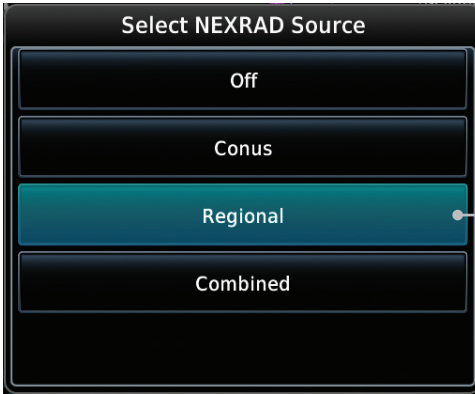 Select NEXRAD Source
Off
Conus
Regional
Combined